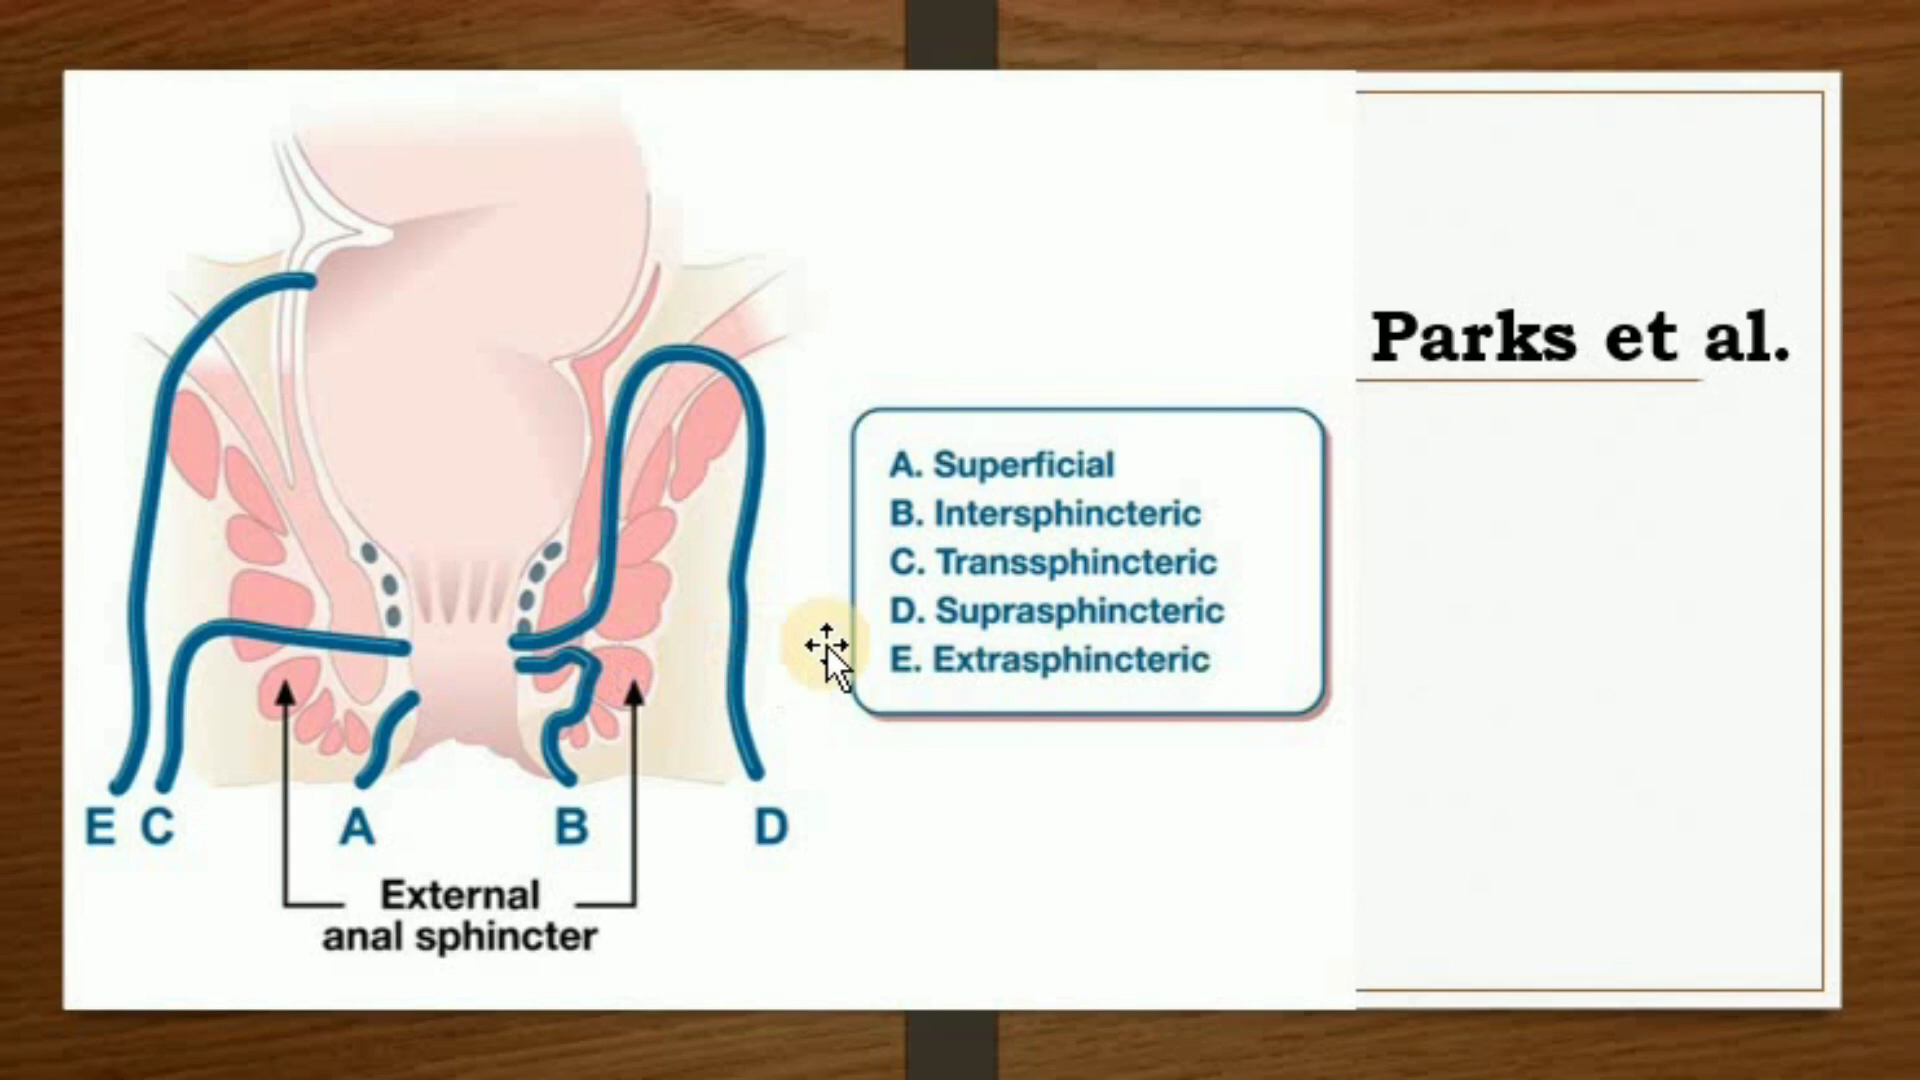 Parks et al.
A. Superficial
B. Intersphincteric
C. Transsphincteric
D. Suprasphincteric
E. Extrasphincteric
E C A B D
External
anal sphincter